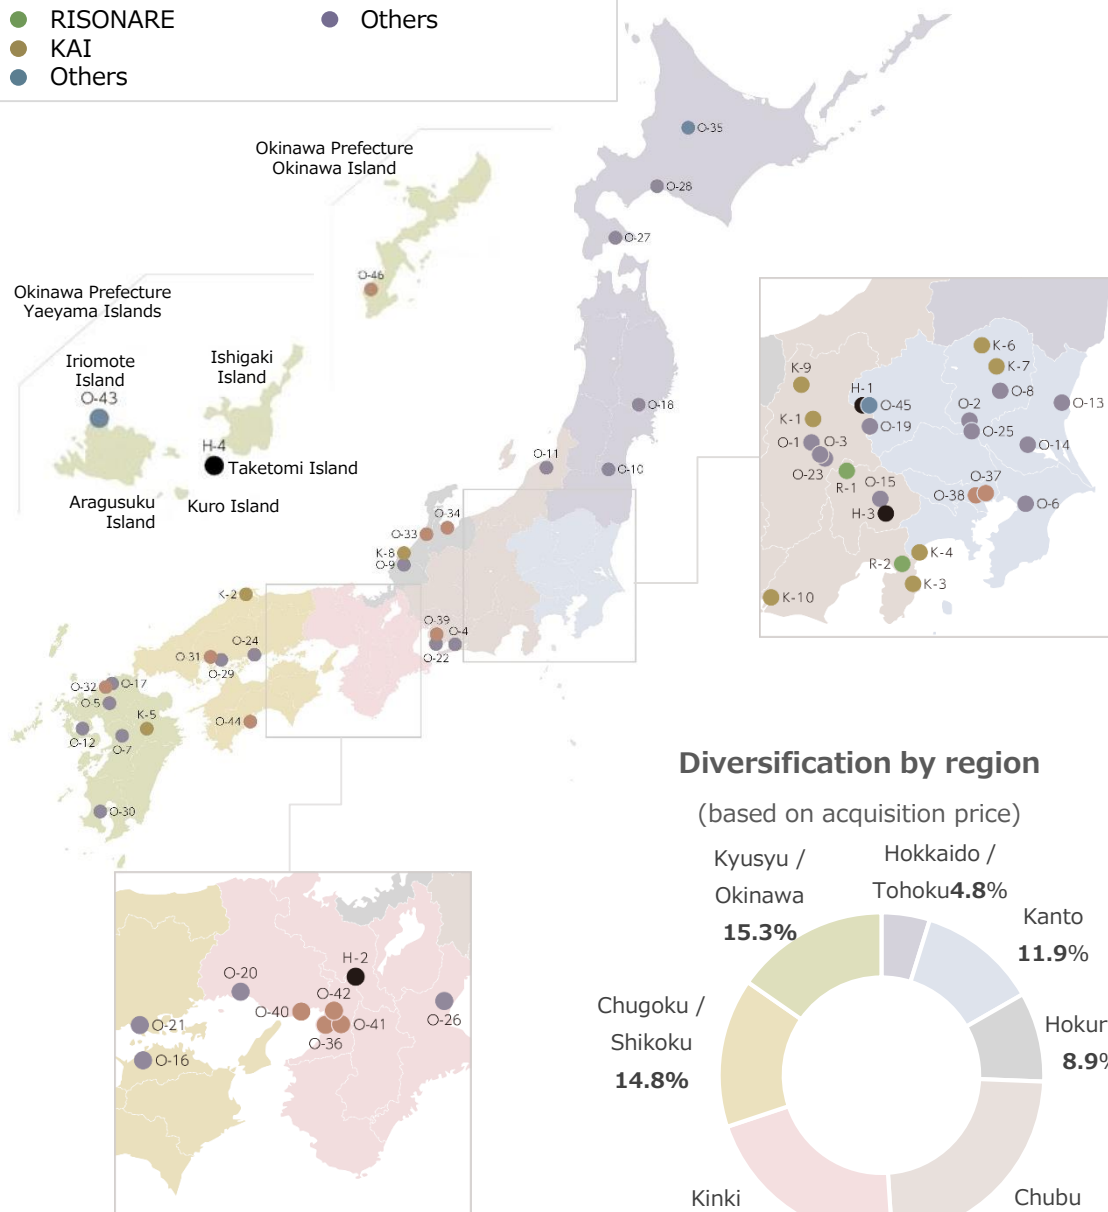 RISONARE
Others
KAI
Others
Okinawa Prefecture
Okinawa Island
O-35
O-28
O-27
O-46
Okinawa Prefecture
Yaeyama Islands
Iriomote
Island
O-43
Ishigaki
Island
H-4
Taketomi Island
Aragusuku
Island
Kuro Island
O-18
O-11
O-10
O-34
O-33
K-8
O-9
K-2
O-39
O-4
O-22
O-24
O-31
O-29
O-17
O-32
O-5
K-5
O-44
O-12
O-7
O-30
K-6
K-7
K-9
H-1
O-8
O-45
O-13
K-1
O-2
O-19
O-25
O-1
O-3
O-14
O-23
R-1
O-15
O-37
O-38
O-6
H-3
K-4
R-2
K-3
K-10
H-2
O-20
O-42
O-40
O-41
O-26
O-36
O-21
O-16
Diversification by region
(based on acquisition price)
Kyusyu /
Okinawa
15.3%
Hokkaido /
Tohoku4.8%
Kanto
11.9%
Chugoku /
Shikoku
14.8%
Hokur
8.9%
Kinki
Chubu